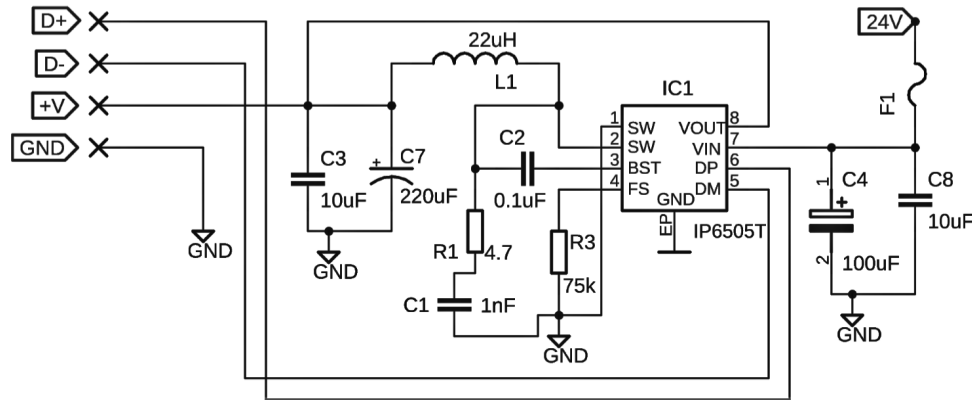 D+
D-
+V
GND
24V
22uH
L1
IC1
F1
1
2
3
4
SW
SW
BST
FS
VOUT
VIN
DP
DM
GND
EP
8
7
6
5
IP6505T
C2
0.1uF
C3
10uF
+
C7
220uF
GND
GND
R1
4.7
R3
75k
C1
1nF
GND
1
+
2
C4
100uF
C8
10uF
GND